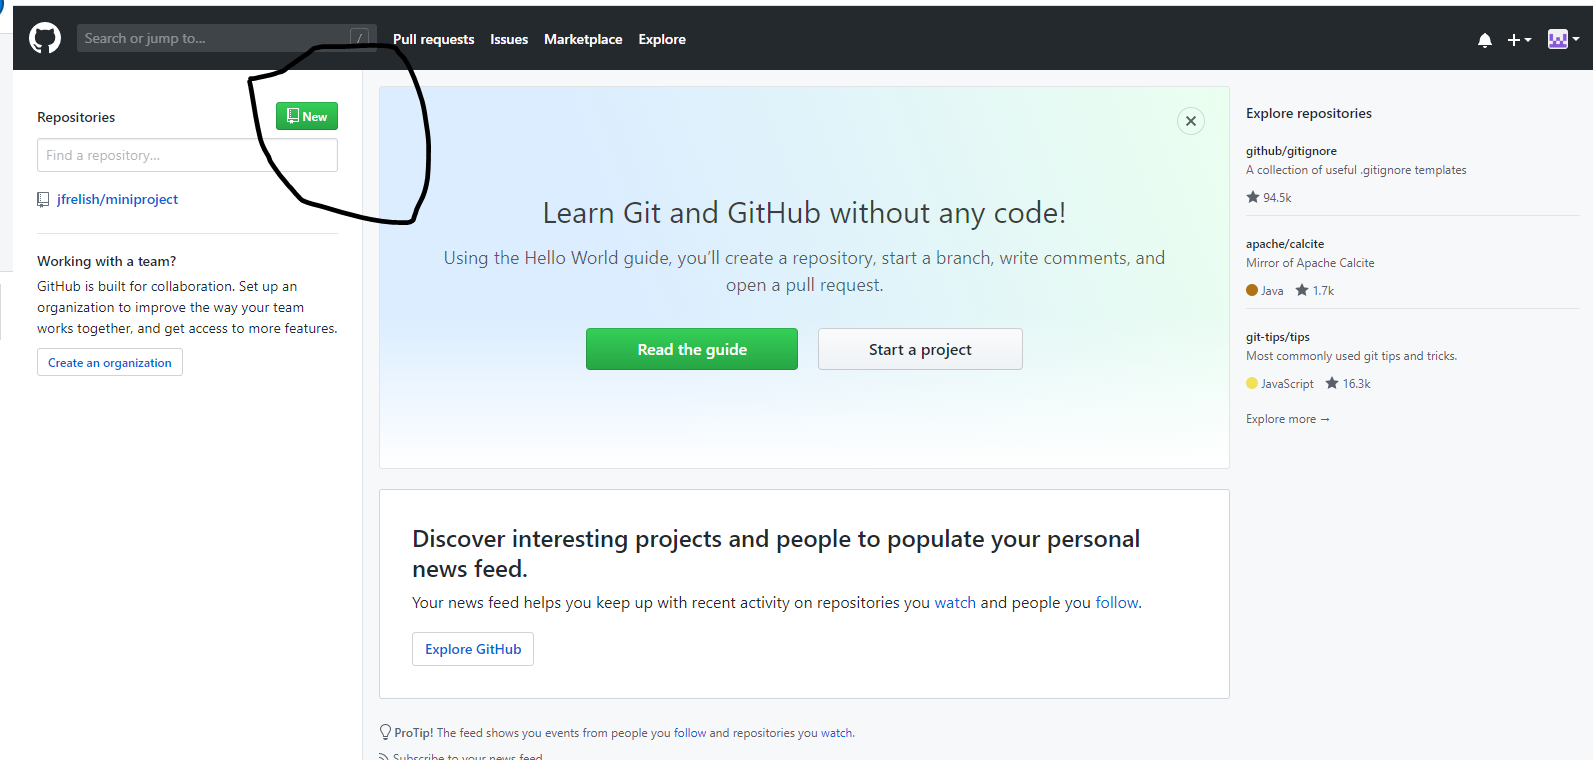 Search or jump to...
/
Pull requests
Issues
Marketplace
Explore
Repositories
New
Find a repository...
jfrelish/miniproject
Working with a team?
GitHub is built for collaboration. Set up an
organization to improve the way your team
works together, and get access to more features.
Create an organization
Learn Git and GitHub without any code!
Using the Hello World guide, you’ll create a repository, start a branch, write comments, and
open a pull request.
Read the guide
Start a project
Discover interesting projects and people to populate your personal
news feed.
Your news feed helps you keep up with recent activity on repositories you watch and people you follow.
Explore GitHub
ProTip! The feed shows you events from people you follow and repositories you watch.
Subscribe to your news feed
Explore repositories
github/gitignore
A collection of useful .gitignore templates
94.5k
apache/calcite
Mirror of Apache Calcite
Java 1.7k
git-tips/tips
Most commonly used git tips and tricks.
JavaScript 16.3k
Explore more →